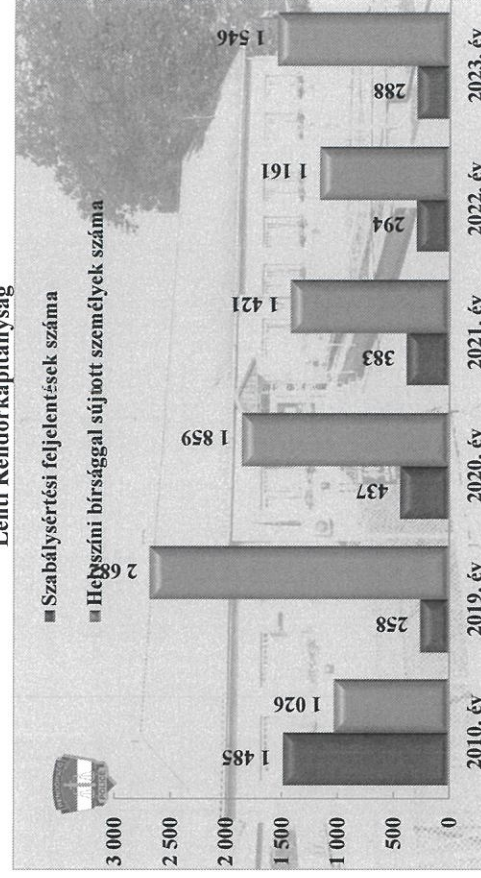 Lenti Rendőrkapitányság
Szabálysértési feljelentések száma
Helyszíni bírsággal sújtott személyek száma
3 000
2 500
2 000
1 500
1 000
500
0
1 485
1 026
258
2 682
437
1 859
383
1 421
294
1 161
288
1 546
2010. év
2019. év
2020. év
2021. év
2022. év
2023. év